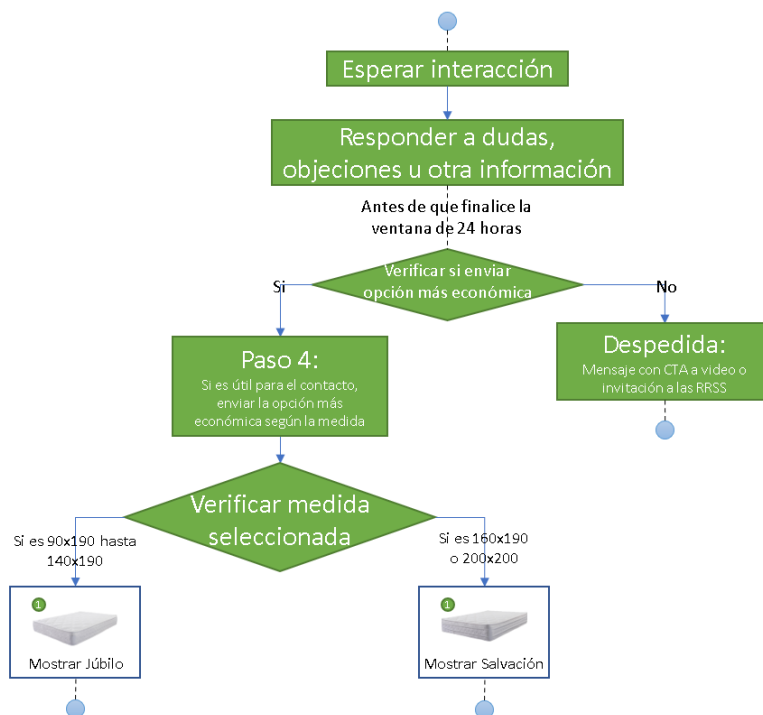 Esperar interacción
Responder a dudas,
objeciones u otra información
Antes de que finalice la
ventana de 24 horas
Verificar si enviar
opción más económica
Si
No
Paso 4:
Si es útil para el contacto,
enviar la opción más
económica según la medida
Despedida:
Mensaje con CTA a video o
invitación a las RRSS
Verificar medida
seleccionada
Si es 90x190 hasta
140x190
Si es 160x190
o 200x200
1
Mostrar Júbilo
1
Mostrar Salvación